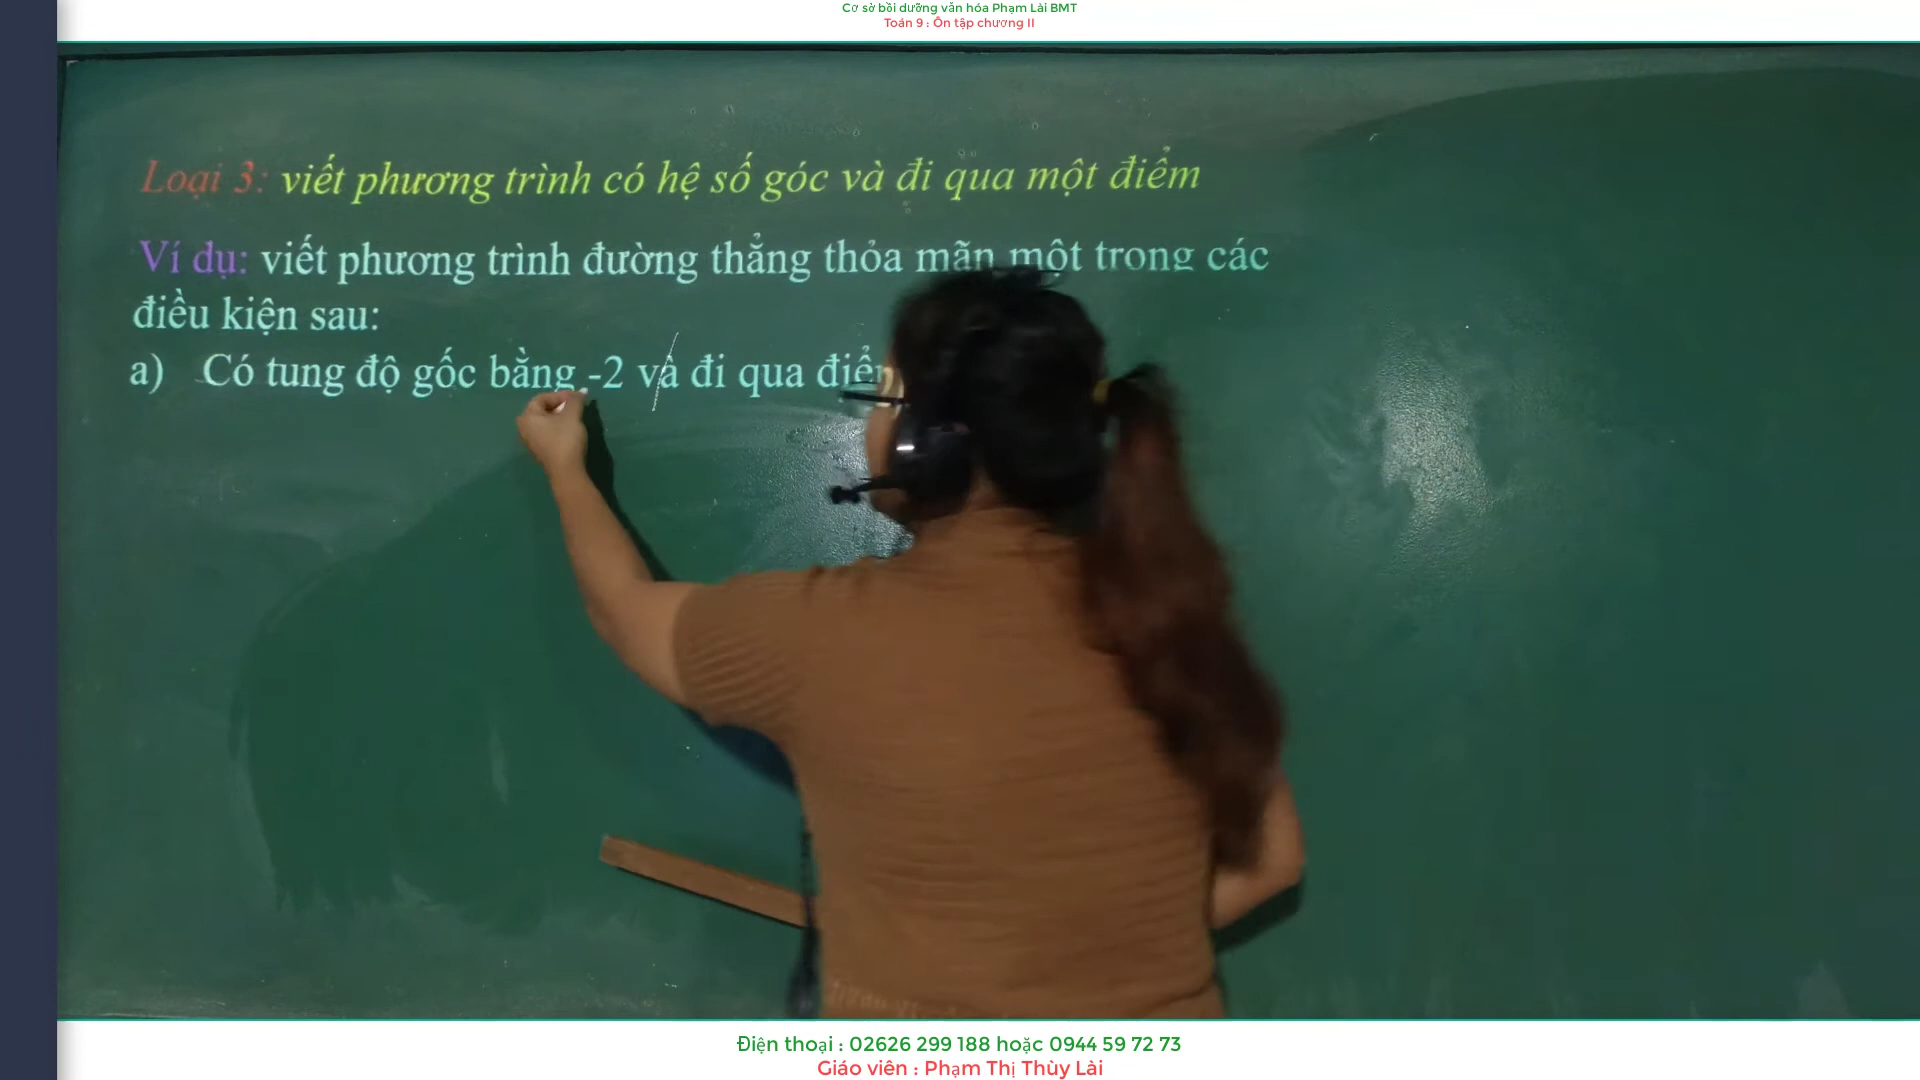 Cơ sở bồi dưỡng văn hóa Phạm Lài BMT
Toán 9 : Ôn tập chương II
Loại 3: viết phương trình có hệ số góc và đi qua một điểm
Ví dụ: viết phương trình đường thẳng thỏa mãn một trong các
điều kiện sau:
a) Có tung độ gốc bằng -2 và đi qua
Điện thoại : 02626 299 188 hoặc 0944 59 72 73
Giáo viên : Phạm Thị Thùy Lài